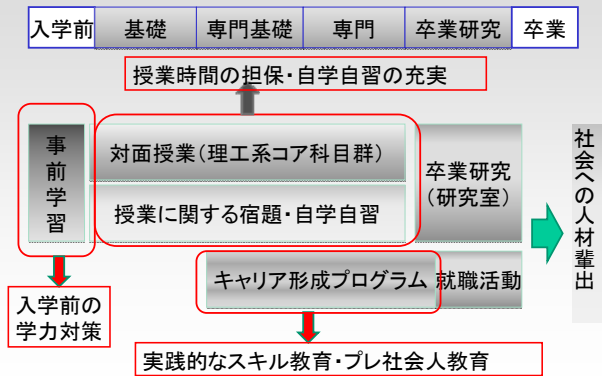 入学前
基礎
専門基礎
専門
卒業研究
卒業
授業時間の担保・自学自習の充実
事前学習
対面授業(理工系コア科目群)
授業に関する宿題・自学自習
卒業研究
(研究室)
社会への人材輩出
キャリア形成プログラム
就職活動
入学前の
学力対策
実践的なスキル教育・プレ社会人教育